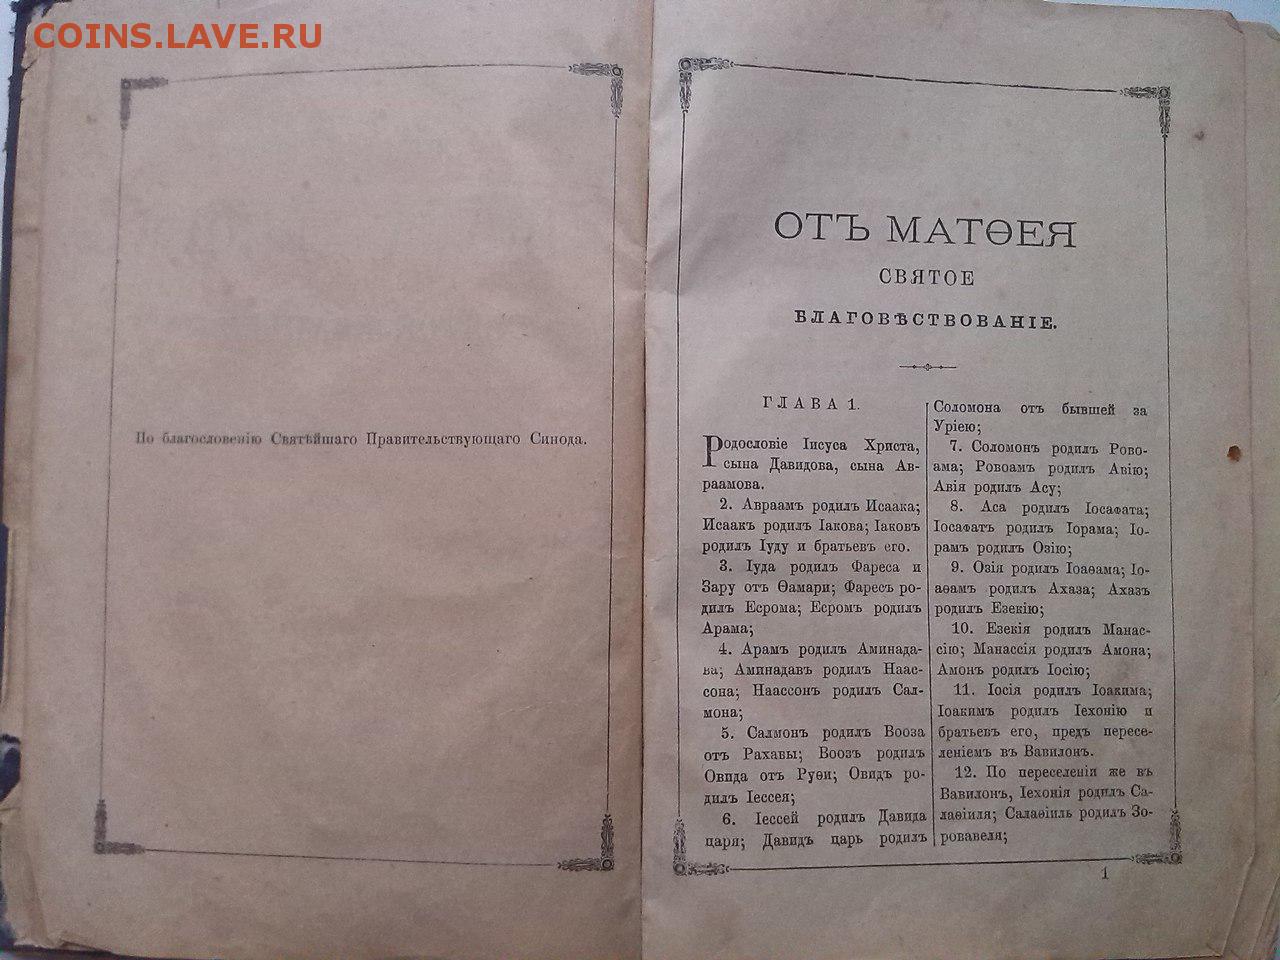 COINS.LAVE.RU
По благословенію Святѣйшаго Правительствующаго Синода.
ОТЪ МАТѲЕЯ
СВЯТОЕ
БЛАГОВѢСТВОВАНІЕ.
ГЛАВА 1.
Родословіе Іисуса Христа,
сына Давидова, сына Ав-
раамова.
2. Авраамъ родилъ Исаака;
Исаакъ родилъ Іакова; Іаковъ
родилъ Іуду и братьевъ его.
3. Іуда родилъ Фареса и
Зару отъ Ѳамари; Фаресъ ро-
дилъ Есрома; Есромъ родилъ
Арама;
4. Арамъ родилъ Аминада-
ва; Аминадавъ родилъ Наас-
сона; Наассонъ родилъ Сал-
мона;
5. Салмонъ родилъ Вооза
отъ Рахавы; Воозъ родилъ
Овида отъ Руѳи; Овидъ ро-
дилъ Іессея;
6. Іессей родилъ Давида
царя; Давидъ царь родилъ
Соломона отъ бывшей за
Уріею;
7. Соломонъ родилъ Рово-
ама; Ровоамъ родилъ Авію;
Авія родилъ Асу;
8. Аса родилъ Іосафата;
Іосафатъ родилъ Іорама; Іо-
рамъ родилъ Озію;
9. Озія родилъ Іоаѳама; Іо-
аѳамъ родилъ Ахаза; Ахазъ
родилъ Езекію;
10. Езекія родилъ Манас-
сію; Манассія родилъ Амона;
Амонъ родилъ Іосію;
11. Іосія родилъ Іоакима;
Іоакимъ родилъ Іехонію и
братьевъ его, предъ пересе-
леніемъ въ Вавилонъ.
12. По переселеніи же въ
Вавилонъ, Іехонія родилъ Са-
лаѳіиля; Салаѳіиль родилъ Зо-
ровавеля;
1